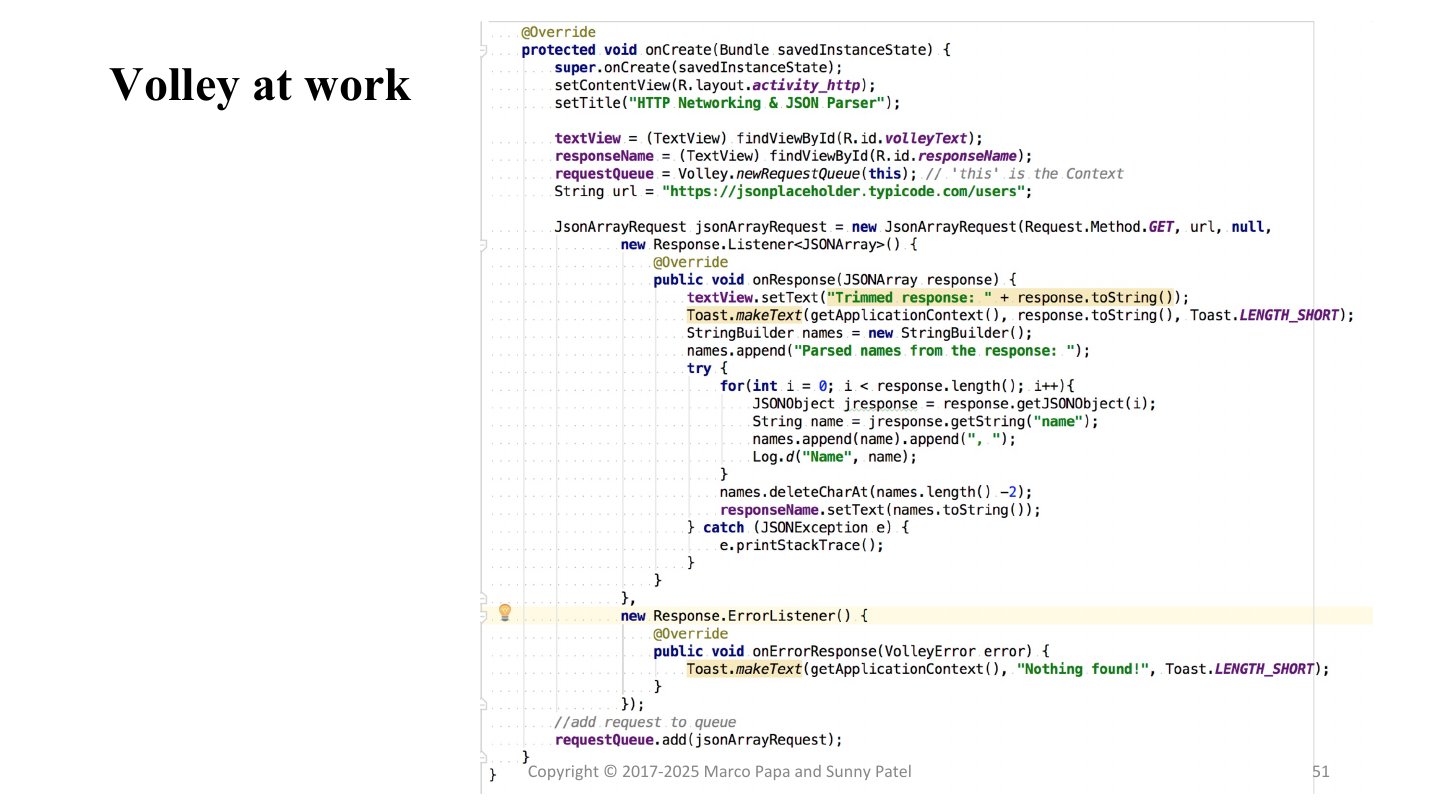 Volley at work
@Override
protected void onCreate(Bundle savedInstanceState) {
super.onCreate(savedInstanceState);
setContentView(R.layout.activity_http);
setTitle("HTTP Networking & JSON Parser");
textView = (TextView) findViewById(R.id.volleyText);
responseName = (TextView) findViewById(R.id.responseName);
requestQueue = Volley.newRequestQueue(this); // 'this' is the Context
String url = "https://jsonplaceholder.typicode.com/users";
JsonArrayRequest jsonArrayRequest = new JsonArrayRequest(Request.Method.GET, url, null,
new Response.Listener<JSONArray>() {
@Override
public void onResponse(JSONArray response) {
textView.setText("Trimmed response: " + response.toString());
Toast.makeText(getApplicationContext(), response.toString(), Toast.LENGTH_SHORT);
StringBuilder names = new StringBuilder();
names.append("Parsed names from the response: ");
try {
for(int i = 0; i < response.length(); i++){
JSONObject jresponse = response.getJSONObject(i);
String name = jresponse.getString("name");
names.append(name).append(", ");
Log.d("Name", name);
}
names.deleteCharAt(names.length() -2);
responseName.setText(names.toString());
} catch (JSONException e) {
e.printStackTrace();
}
}
},
new Response.ErrorListener() {
@Override
public void onErrorResponse(VolleyError error) {
Toast.makeText(getApplicationContext(), "Nothing found!", Toast.LENGTH_SHORT);
}
});
//add request to queue
requestQueue.add(jsonArrayRequest);
}
}
Copyright © 2017-2025 Marco Papa and Sunny Patel
51